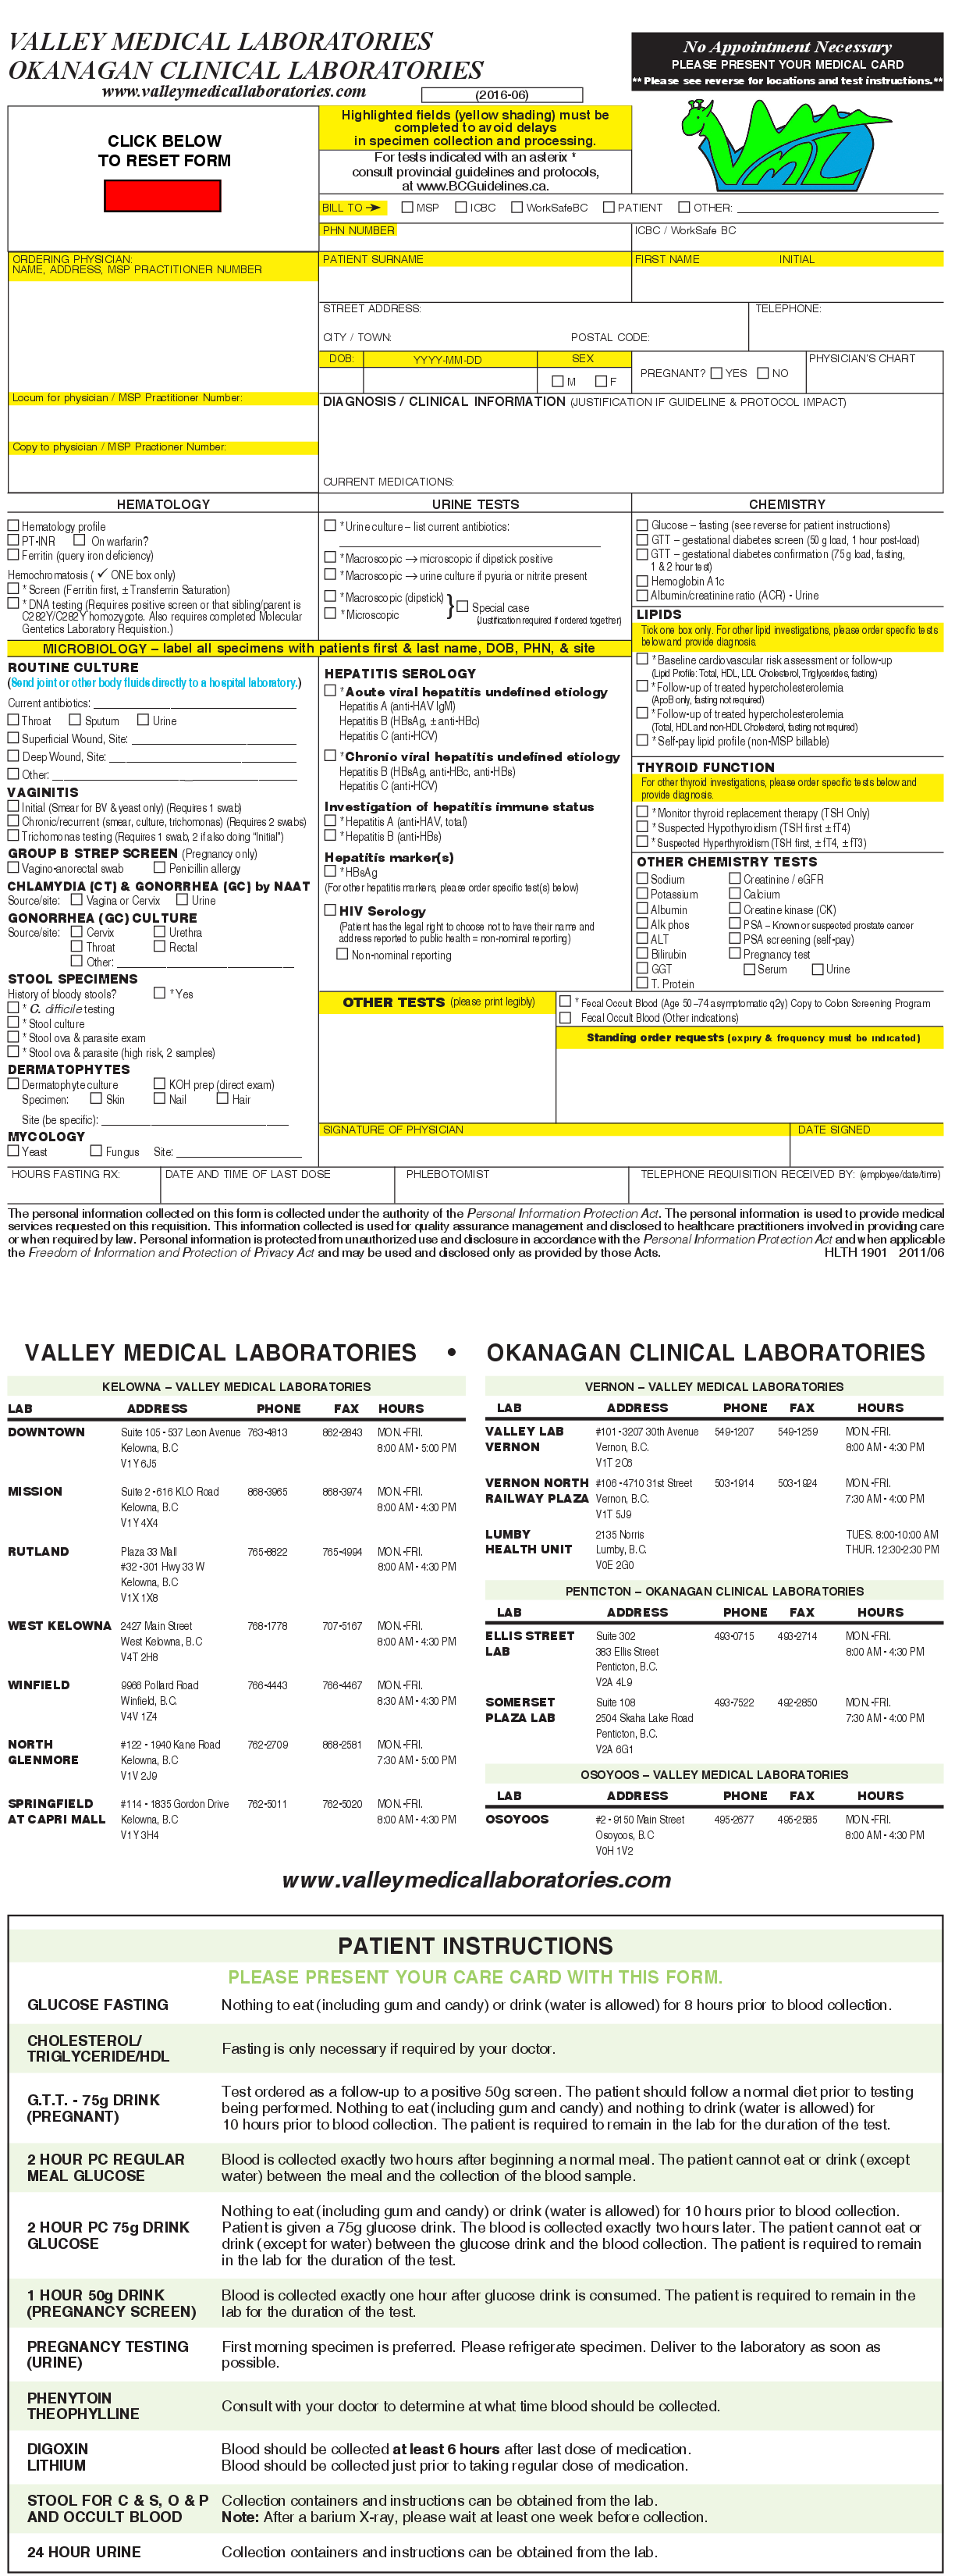 VALLEY MEDICAL LABORATORIES
OKANAGAN CLINICAL LABORATORIES
www.valleymedicallaboratories.com
(2016-06)
No Appointment Necessary
PLEASE PRESENT YOUR MEDICAL CARD
** Please see reverse for locations and test instructions.**
CLICK BELOW
TO RESET FORM
Highlighted fields (yellow shading) must be
completed to avoid delays
in specimen collection and processing.
For tests indicated with an asterix *
consult provincial guidelines and protocols,
at www.BCGuidelines.ca.
VML
BILL TO → MSP ICBC WorkSafeBC PATIENT OTHER:
PHN NUMBER
ICBC / WorkSafe BC
ORDERING PHYSICIAN:
NAME, ADDRESS, MSP PRACTITIONER NUMBER
PATIENT SURNAME
FIRST NAME INITIAL
STREET ADDRESS:
TELEPHONE:
CITY / TOWN: POSTAL CODE:
DOB: YYYY-MM-DD SEX
M F
PREGNANT? YES NO
PHYSICIAN'S CHART
Locum for physician / MSP Practitioner Number:
Copy to physician / MSP Practioner Number:
DIAGNOSIS / CLINICAL INFORMATION (JUSTIFICATION IF GUIDELINE & PROTOCOL IMPACT)
CURRENT MEDICATIONS:
HEMATOLOGY
Hematology profile
PT-INR On warfarin?
Ferritin (query iron deficiency)
Hemochromatosis ( ✓ ONE box only)
* Screen (Ferritin first, ± Transferrin Saturation)
* DNA testing (Requires positive screen or that sibling/parent is
C282Y/C282Y homozygote. Also requires completed Molecular
Genetics Laboratory Requisition.)
URINE TESTS
* Urine culture – list current antibiotics:
* Macroscopic → microscopic if dipstick positive
* Macroscopic → urine culture if pyuria or nitrite present
* Macroscopic (dipstick)
* Microscopic
} Special case
(Justification required if ordered together)
CHEMISTRY
Glucose – fasting (see reverse for patient instructions)
GTT – gestational diabetes screen (50 g load, 1 hour post-load)
GTT – gestational diabetes confirmation (75 g load, fasting,
1 & 2 hour test)
Hemoglobin A1c
Albumin/creatinine ratio (ACR) - Urine
LIPIDS
Tick one box only. For other lipid investigations, please order specific tests
below and provide diagnosis.
* Baseline cardiovascular risk assessment or follow-up
(Lipid Profile: Total, HDL, LDL Cholesterol, Triglycerides, fasting)
* Follow-up of treated hypercholesterolemia
(ApoB only, fasting not required)
* Follow-up of treated hypercholesterolemia
(Total, HDL and non-HDL Cholesterol, fasting not required)
* Self-pay lipid profile (non-MSP billable)
THYROID FUNCTION
For other thyroid investigations, please order specific tests below and
provide diagnosis.
* Monitor thyroid replacement therapy (TSH Only)
* Suspected Hypothyroidism (TSH first ± fT4)
* Suspected Hyperthyroidism (TSH first, ± fT4, ± fT3)
OTHER CHEMISTRY TESTS
Sodium Creatinine / eGFR
Potassium Calcium
Albumin Creatine kinase (CK)
Alk phos PSA – Known or suspected prostate cancer
ALT PSA screening (self-pay)
Bilirubin Pregnancy test
GGT Serum Urine
T. Protein
MICROBIOLOGY – label all specimens with patients first & last name, DOB, PHN, & site
ROUTINE CULTURE
(Send joint or other body fluids directly to a hospital laboratory.)
Current antibiotics:
Throat Sputum Urine
Superficial Wound, Site:
Deep Wound, Site:
Other:
VAGINITIS
Initial (Smear for BV & yeast only) (Requires 1 swab)
Chronic/recurrent (smear, culture, trichomonas) (Requires 2 swabs)
Trichomonas testing (Requires 1 swab, 2 if also doing "Initial")
GROUP B STREP SCREEN (Pregnancy only)
Vagino-anorectal swab Penicillin allergy
CHLAMYDIA (CT) & GONORRHEA (GC) by NAAT
Source/site: Vagina or Cervix Urine
GONORRHEA (GC) CULTURE
Source/site: Cervix Urethra
Throat Rectal
Other:
STOOL SPECIMENS
History of bloody stools? * Yes
* C. difficile testing
* Stool culture
* Stool ova & parasite exam
* Stool ova & parasite (high risk, 2 samples)
DERMATOPHYTES
Dermatophyte culture KOH prep (direct exam)
Specimen: Skin Nail Hair
Site (be specific):
MYCOLOGY
Yeast Fungus Site:
HEPATITIS SEROLOGY
* Acute viral hepatitis undefined etiology
Hepatitis A (anti-HAV IgM)
Hepatitis B (HBsAg, ± anti-HBc)
Hepatitis C (anti-HCV)
* Chronic viral hepatitis undefined etiology
Hepatitis B (HBsAg, anti-HBc, anti-HBs)
Hepatitis C (anti-HCV)
Investigation of hepatitis immune status
* Hepatitis A (anti-HAV, total)
* Hepatitis B (anti-HBs)
Hepatitis marker(s)
* HBsAg
(For other hepatitis markers, please order specific test(s) below)
HIV Serology
(Patient has the legal right to choose not to have their name and
address reported to public health = non-nominal reporting)
Non-nominal reporting
OTHER TESTS (please print legibly)
* Fecal Occult Blood (Age 50–74 asymptomatic q2y) Copy to Colon Screening Program
Fecal Occult Blood (Other indications)
Standing order requests (expiry & frequency must be indicated)
SIGNATURE OF PHYSICIAN DATE SIGNED
HOURS FASTING RX: DATE AND TIME OF LAST DOSE PHLEBOTOMIST TELEPHONE REQUISITION RECEIVED BY: (employee/date/time)
The personal information collected on this form is collected under the authority of the Personal Information Protection Act. The personal information is used to provide medical
services requested on this requisition. This information collected is used for quality assurance management and disclosed to healthcare practitioners involved in providing care
or when required by law. Personal information is protected from unauthorized use and disclosure in accordance with the Personal Information Protection Act and when applicable
the Freedom of Information and Protection of Privacy Act and may be used and disclosed only as provided by those Acts. HLTH 1901 2011/06
VALLEY MEDICAL LABORATORIES • OKANAGAN CLINICAL LABORATORIES
KELOWNA – VALLEY MEDICAL LABORATORIES
LAB ADDRESS PHONE FAX HOURS
DOWNTOWN Suite 105 - 537 Leon Avenue 763-4813 862-2843 MON.-FRI.
Kelowna, B.C 8:00 AM - 5:00 PM
V1Y 6J5
MISSION Suite 2 - 616 KLO Road 868-3965 868-3974 MON.-FRI.
Kelowna, B.C 8:00 AM - 4:30 PM
V1Y 4X4
RUTLAND Plaza 33 Mall 765-8822 765-4994 MON.-FRI.
#32 - 301 Hwy 33 W 8:00 AM - 4:30 PM
Kelowna, B.C
V1X 1X8
WEST KELOWNA 2427 Main Street 768-1778 707-5167 MON.-FRI.
West Kelowna, B.C 8:00 AM - 4:30 PM
V4T 2H8
WINFIELD 9966 Pollard Road 766-4443 766-4467 MON.-FRI.
Winfield, B.C. 8:30 AM - 4:30 PM
V4V 1Z4
NORTH #122 - 1940 Kane Road 762-2709 868-2581 MON.-FRI.
GLENMORE Kelowna, B.C 7:30 AM - 5:00 PM
V1V 2J9
SPRINGFIELD #114 - 1835 Gordon Drive 762-5011 762-5020 MON.-FRI.
AT CAPRI MALL Kelowna, B.C 8:00 AM - 4:30 PM
V1Y 3H4
VERNON – VALLEY MEDICAL LABORATORIES
LAB ADDRESS PHONE FAX HOURS
VALLEY LAB #101 - 3207 30th Avenue 549-1207 549-1259 MON.-FRI.
VERNON Vernon, B.C. 8:00 AM - 4:30 PM
V1T 2C6
VERNON NORTH #106 - 4710 31st Street 503-1914 503-1924 MON.-FRI.
RAILWAY PLAZA Vernon, B.C. 7:30 AM - 4:00 PM
V1T 5J9
LUMBY 2135 Norris TUES. 8:00-10:00 AM
HEALTH UNIT Lumby, B.C. THUR. 12:30-2:30 PM
V0E 2G0
PENTICTON – OKANAGAN CLINICAL LABORATORIES
LAB ADDRESS PHONE FAX HOURS
ELLIS STREET Suite 302 493-0715 493-2714 MON.-FRI.
LAB 383 Ellis Street 8:00 AM - 4:30 PM
Penticton, B.C.
V2A 4L9
SOMERSET Suite 108 493-7522 492-2850 MON.-FRI.
PLAZA LAB 2504 Skaha Lake Road 7:30 AM - 4:00 PM
Penticton, B.C.
V2A 6G1
OSOYOOS – VALLEY MEDICAL LABORATORIES
LAB ADDRESS PHONE FAX HOURS
OSOYOOS #2 - 9150 Main Street 495-2677 495-2585 MON.-FRI.
Osoyoos, B.C 8:00 AM - 4:30 PM
V0H 1V2
www.valleymedicallaboratories.com
PATIENT INSTRUCTIONS
PLEASE PRESENT YOUR CARE CARD WITH THIS FORM.
GLUCOSE FASTING Nothing to eat (including gum and candy) or drink (water is allowed) for 8 hours prior to blood collection.
CHOLESTEROL/
TRIGLYCERIDE/HDL
Fasting is only necessary if required by your doctor.
G.T.T. - 75g DRINK
(PREGNANT)
Test ordered as a follow-up to a positive 50g screen. The patient should follow a normal diet prior to testing
being performed. Nothing to eat (including gum and candy) and nothing to drink (water is allowed) for
10 hours prior to blood collection. The patient is required to remain in the lab for the duration of the test.
2 HOUR PC REGULAR
MEAL GLUCOSE
Blood is collected exactly two hours after beginning a normal meal. The patient cannot eat or drink (except
water) between the meal and the collection of the blood sample.
2 HOUR PC 75g DRINK
GLUCOSE
Nothing to eat (including gum and candy) or drink (water is allowed) for 10 hours prior to blood collection.
Patient is given a 75g glucose drink. The blood is collected exactly two hours later. The patient cannot eat or
drink (except for water) between the glucose drink and the blood collection. The patient is required to remain
in the lab for the duration of the test.
1 HOUR 50g DRINK
(PREGNANCY SCREEN)
Blood is collected exactly one hour after glucose drink is consumed. The patient is required to remain in the
lab for the duration of the test.
PREGNANCY TESTING
(URINE)
First morning specimen is preferred. Please refrigerate specimen. Deliver to the laboratory as soon as
possible.
PHENYTOIN
THEOPHYLLINE
Consult with your doctor to determine at what time blood should be collected.
DIGOXIN Blood should be collected at least 6 hours after last dose of medication.
LITHIUM Blood should be collected just prior to taking regular dose of medication.
STOOL FOR C & S, O & P
AND OCCULT BLOOD
Collection containers and instructions can be obtained from the lab.
Note: After a barium X-ray, please wait at least one week before collection.
24 HOUR URINE Collection containers and instructions can be obtained from the lab.